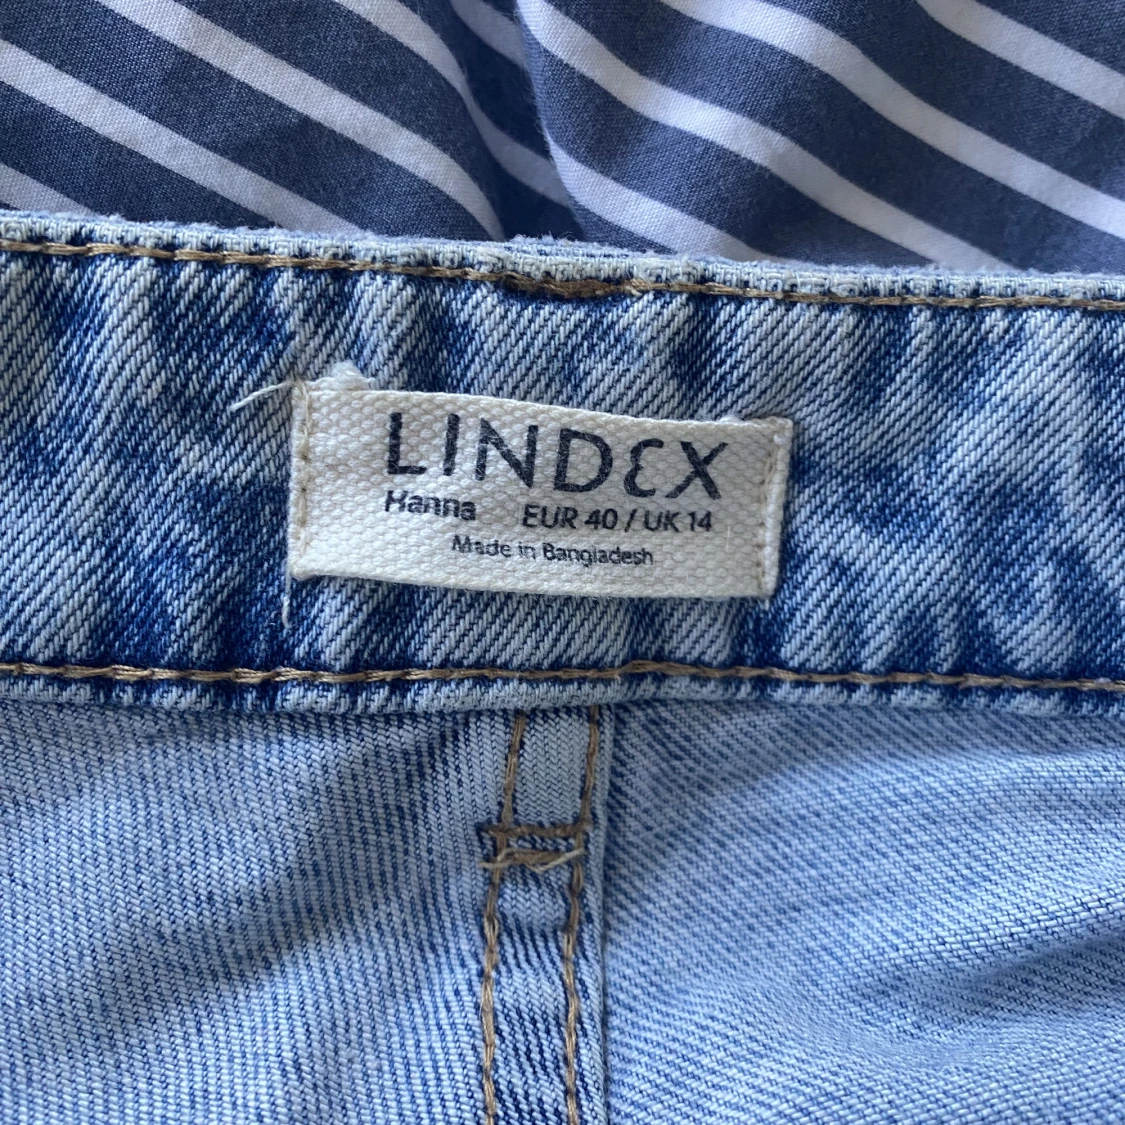 LINDEX
Hanna EUR 40 / UK 14
Made in Bangladesh